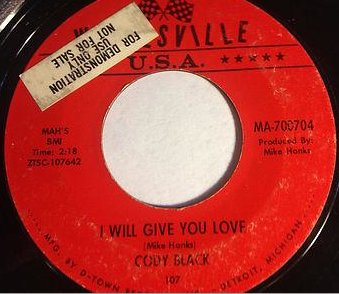 FOR DEMONSTRATION
USE ONLY
NOT FOR SALE
U.S.A.
MAH'S
BMI
Time: 2:18
ZTSC-107642
MA-700704
Produced By:
Mike Hanks
I WILL GIVE YOU LOVE
(Mike Hanks)
CODY BLACK
107
MFG. BY D-TOWN DETROIT, MICHIGAN